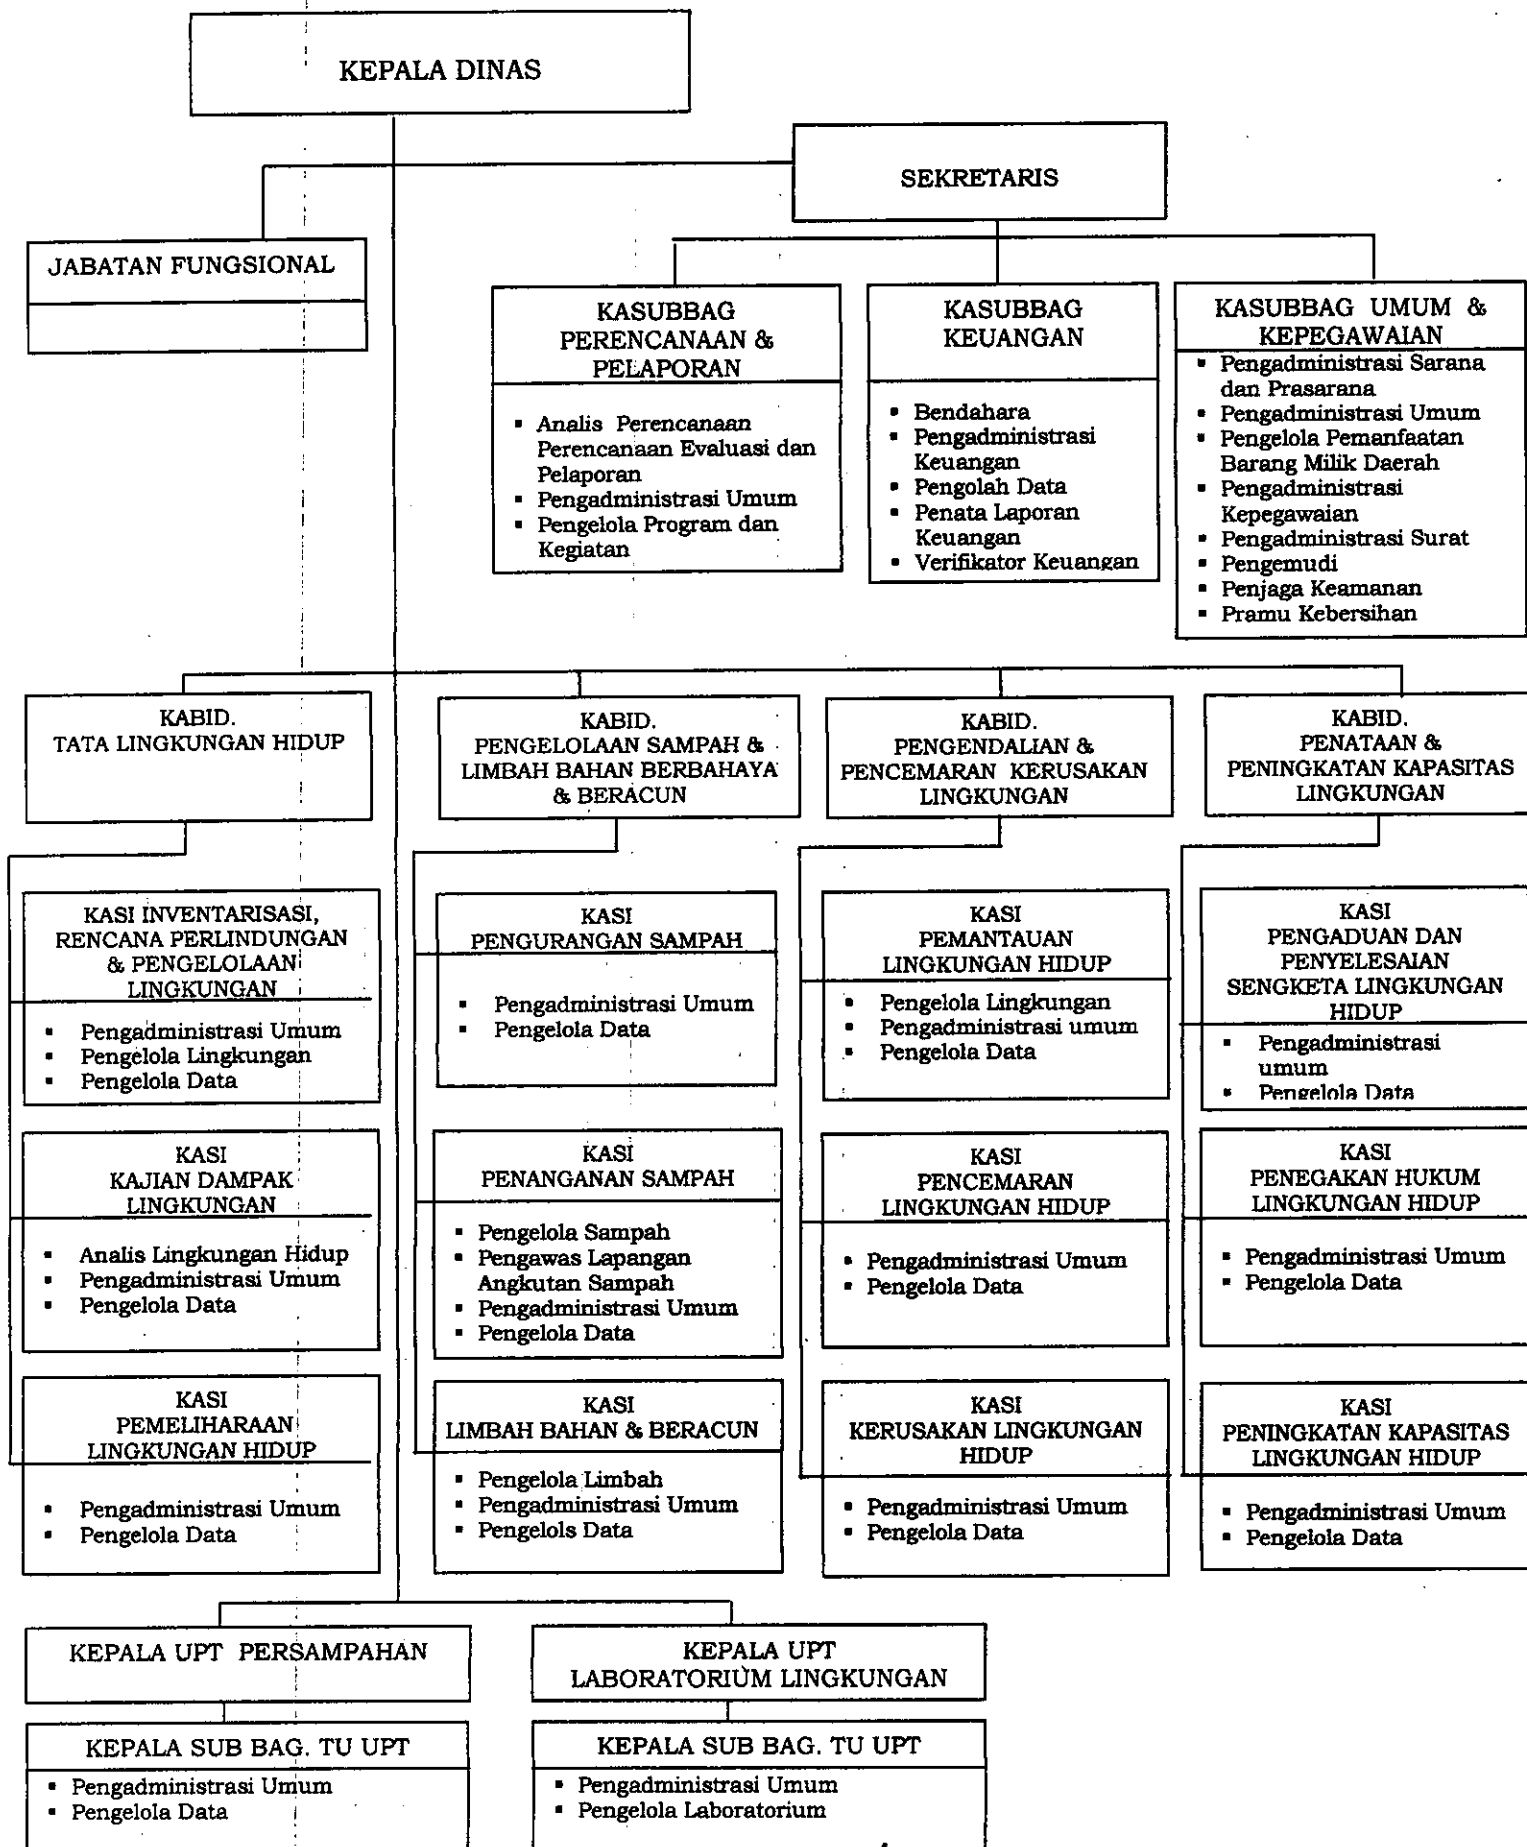 KEPALA DINAS
SEKRETARIS
JABATAN FUNGSIONAL
KASUBBAG
PERENCANAAN &
PELAPORAN
▪ Analis Perencanaan
Perencanaan Evaluasi dan
Pelaporan
▪ Pengadministrasi Umum
▪ Pengelola Program dan
Kegiatan
KASUBBAG
KEUANGAN
▪ Bendahara
▪ Pengadministrasi
Keuangan
▪ Pengolah Data
▪ Penata Laporan
Keuangan
▪ Verifikator Keuangan
KASUBBAG UMUM &
KEPEGAWAIAN
▪ Pengadministrasi Sarana
dan Prasarana
▪ Pengadministrasi Umum
▪ Pengelola Pemanfaatan
Barang Milik Daerah
▪ Pengadministrasi
Kepegawaian
▪ Pengadministrasi Surat
▪ Pengemudi
▪ Penjaga Keamanan
▪ Pramu Kebersihan
KABID.
TATA LINGKUNGAN HIDUP
KABID.
PENGELOLAAN SAMPAH &
LIMBAH BAHAN BERBAHAYA
& BERACUN
KABID.
PENGENDALIAN &
PENCEMARAN KERUSAKAN
LINGKUNGAN
KABID.
PENATAAN &
PENINGKATAN KAPASITAS
LINGKUNGAN
KASI INVENTARISASI,
RENCANA PERLINDUNGAN
& PENGELOLAAN
LINGKUNGAN
▪ Pengadministrasi Umum
▪ Pengelola Lingkungan
▪ Pengelola Data
KASI
PENGURANGAN SAMPAH
▪ Pengadministrasi Umum
▪ Pengelola Data
KASI
PEMANTAUAN
LINGKUNGAN HIDUP
▪ Pengelola Lingkungan
▪ Pengadministrasi umum
▪ Pengelola Data
KASI
PENGADUAN DAN
PENYELESAIAN
SENGKETA LINGKUNGAN
HIDUP
▪ Pengadministrasi
umum
▪ Pengelola Data
KASI
KAJIAN DAMPAK
LINGKUNGAN
▪ Analis Lingkungan Hidup
▪ Pengadministrasi Umum
▪ Pengelola Data
KASI
PENANGANAN SAMPAH
▪ Pengelola Sampah
▪ Pengawas Lapangan
Angkutan Sampah
▪ Pengadministrasi Umum
▪ Pengelola Data
KASI
PENCEMARAN
LINGKUNGAN HIDUP
▪ Pengadministrasi Umum
▪ Pengelola Data
KASI
PENEGAKAN HUKUM
LINGKUNGAN HIDUP
▪ Pengadministrasi Umum
▪ Pengelola Data
KASI
PEMELIHARAAN
LINGKUNGAN HIDUP
▪ Pengadministrasi Umum
▪ Pengelola Data
KASI
LIMBAH BAHAN & BERACUN
▪ Pengelola Limbah
▪ Pengadministrasi Umum
▪ Pengelols Data
KASI
KERUSAKAN LINGKUNGAN
HIDUP
▪ Pengadministrasi Umum
▪ Pengelola Data
KASI
PENINGKATAN KAPASITAS
LINGKUNGAN HIDUP
▪ Pengadministrasi Umum
▪ Pengelola Data
KEPALA UPT PERSAMPAHAN
KEPALA UPT
LABORATORIUM LINGKUNGAN
KEPALA SUB BAG. TU UPT
▪ Pengadministrasi Umum
▪ Pengelola Data
KEPALA SUB BAG. TU UPT
▪ Pengadministrasi Umum
▪ Pengelola Laboratorium